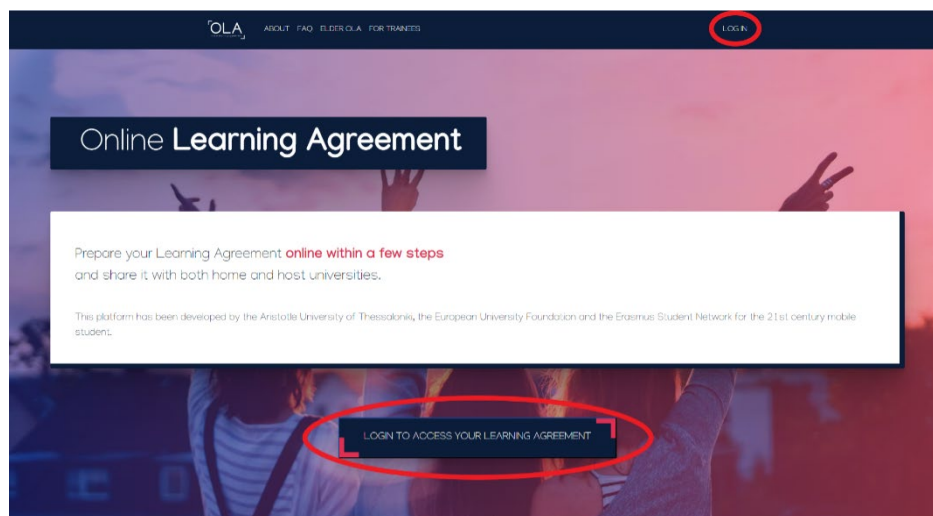 OLA
ABOUT FAQ ELDER OLA FOR TRAINEES
LOG IN
Online Learning Agreement
Prepare your Learning Agreement online within a few steps
and share it with both home and host universities.
This platform has been developed by the Aristotle University of Thessaloniki, the European University Foundation and the Erasmus Student Network for the 21st century mobile
student.
LOGIN TO ACCESS YOUR LEARNING AGREEMENT